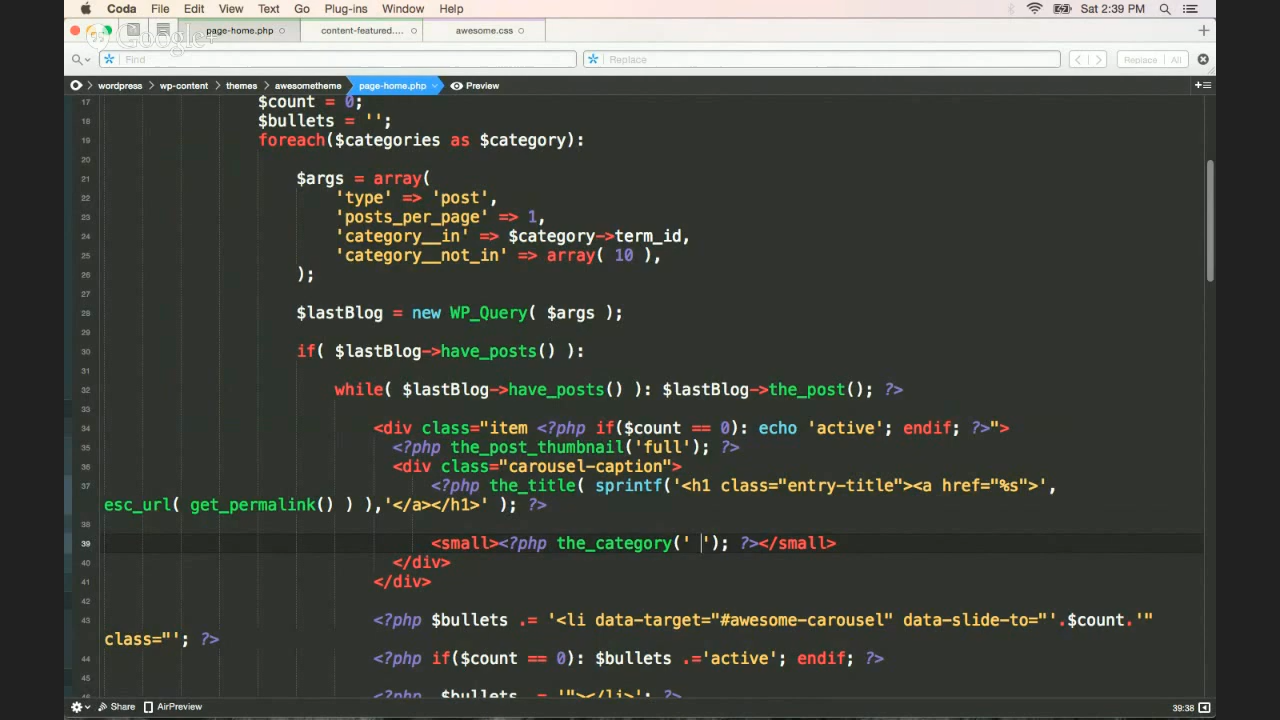 Coda File Edit View Text Go Plug-ins Window Help Sat 2:39 PM
Google+
page-home.php content-featured.... awesome.css
Find Replace Replace All
wordpress wp-content themes awesometheme page-home.php Preview
17 $count = 0;
18 $bullets = '';
19 foreach($categories as $category):
20
21 $args = array(
22 'type' => 'post',
23 'posts_per_page' => 1,
24 'category__in' => $category->term_id,
25 'category__not_in' => array( 10 ),
26 );
27
28 $lastBlog = new WP_Query( $args );
29
30 if( $lastBlog->have_posts() ):
31
32 while( $lastBlog->have_posts() ): $lastBlog->the_post(); ?>
33
34 <div class="item <?php if($count == 0): echo 'active'; endif; ?>">
35 <?php the_post_thumbnail('full'); ?>
36 <div class="carousel-caption">
37 <?php the_title( sprintf('<h1 class="entry-title"><a href="%s">',
esc_url( get_permalink() ) ),'</a></h1>' ); ?>
38
39 <small><?php the_category(' '); ?></small>
40 </div>
41 </div>
42
43 <?php $bullets .= '<li data-target="#awesome-carousel" data-slide-to="'.$count.'"
class="'; ?>
44 <?php if($count == 0): $bullets .='active'; endif; ?>
45
46 <?php $bullets .= '"></li>'; ?>
Share AirPreview 39:38